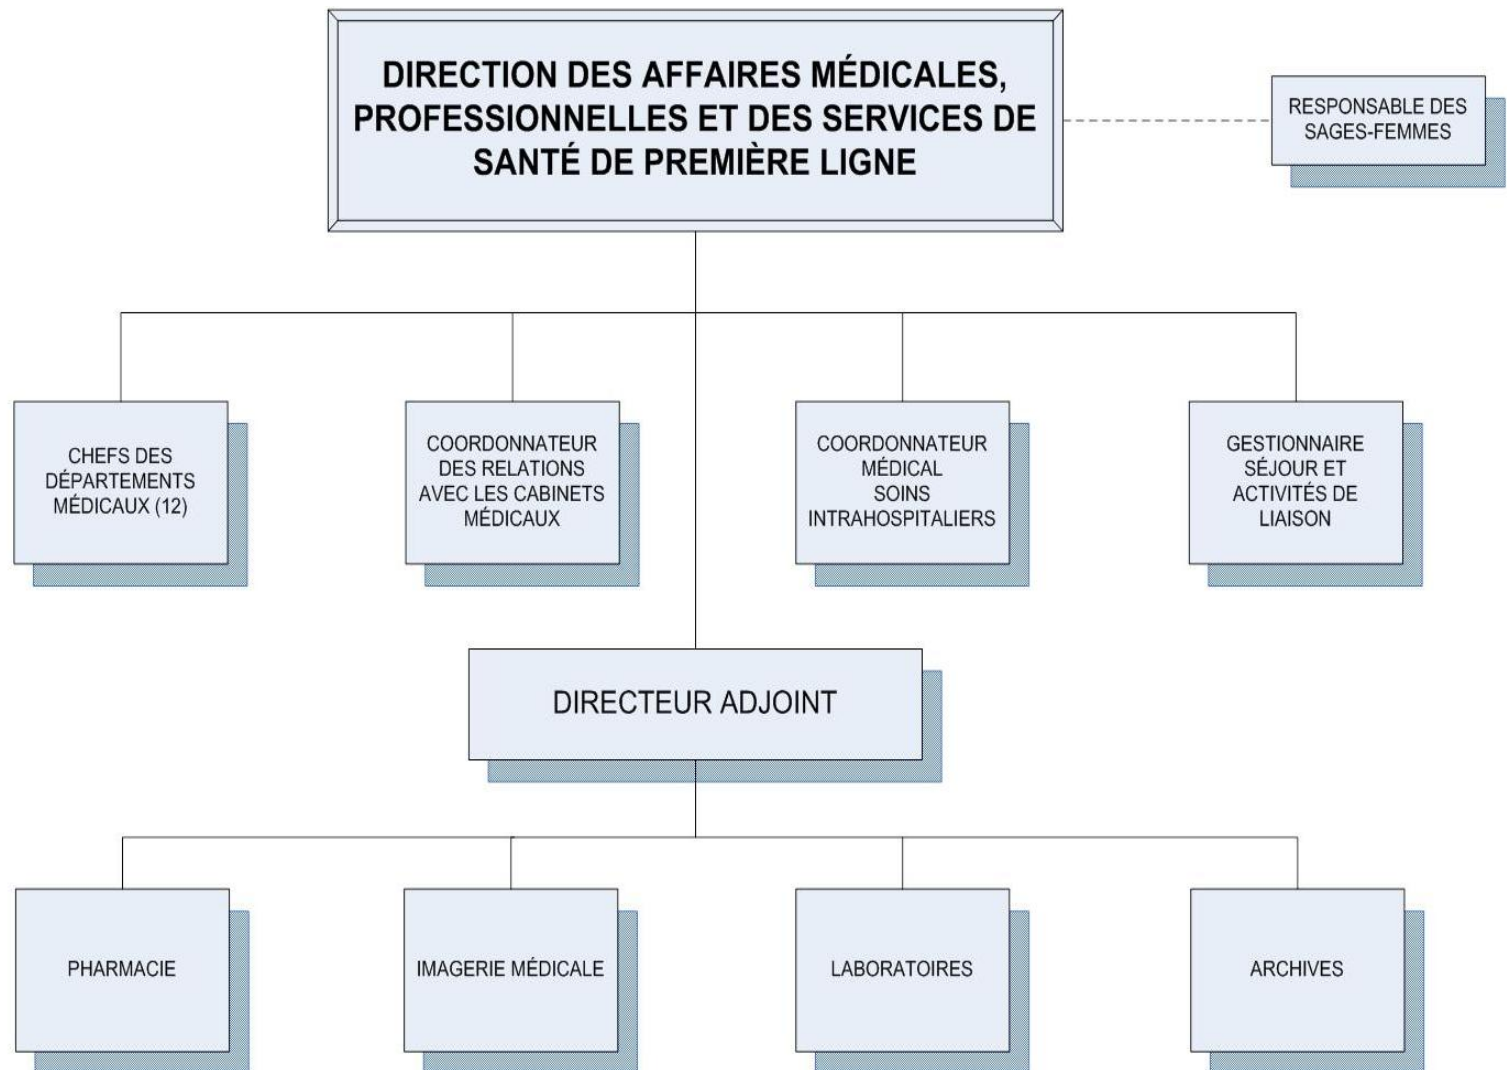 DIRECTION DES AFFAIRES MÉDICALES,
PROFESSIONNELLES ET DES SERVICES DE
SANTÉ DE PREMIÈRE LIGNE
RESPONSABLE DES
SAGES-FEMMES
CHEFS DES
DÉPARTEMENTS
MÉDICAUX (12)
COORDONNATEUR
DES RELATIONS
AVEC LES CABINETS
MÉDICAUX
COORDONNATEUR
MÉDICAL
SOINS
INTRAHOSPITALIERS
GESTIONNAIRE
SÉJOUR ET
ACTIVITÉS DE
LIAISON
DIRECTEUR ADJOINT
PHARMACIE
IMAGERIE MÉDICALE
LABORATOIRES
ARCHIVES